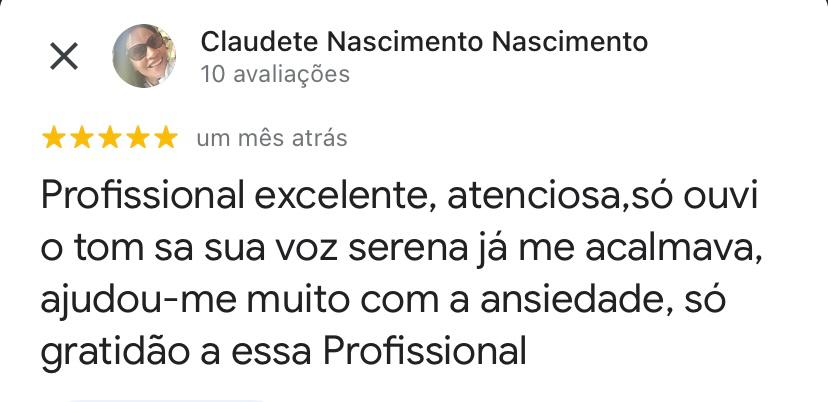 Claudete Nascimento Nascimento
10 avaliações
um mês atrás
Profissional excelente, atenciosa,só ouvi
o tom sa sua voz serena já me acalmava,
ajudou-me muito com a ansiedade, só
gratidão a essa Profissional